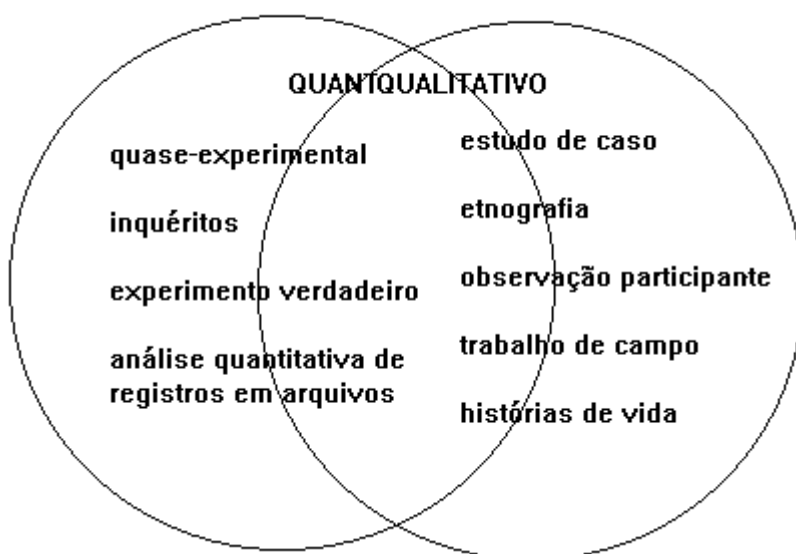 QUANTQUALITATIVO
quase-experimental
inquéritos
experimento verdadeiro
análise quantitativa de
registros em arquivos
estudo de caso
etnografia
observação participante
trabalho de campo
histórias de vida